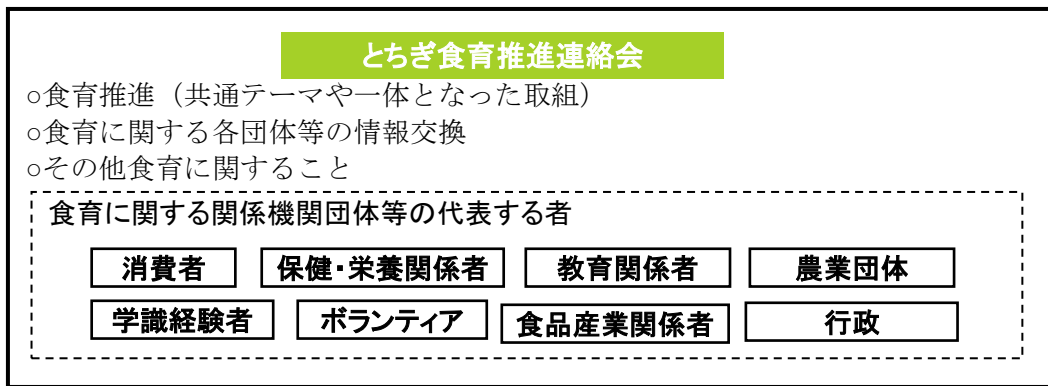 とちぎ食育推進連絡会
○食育推進（共通テーマや一体となった取組）
○食育に関する各団体等の情報交換
○その他食育に関すること
食育に関する関係機関団体等の代表する者
消費者 保健・栄養関係者 教育関係者 農業団体
学識経験者 ボランティア 食品産業関係者 行政